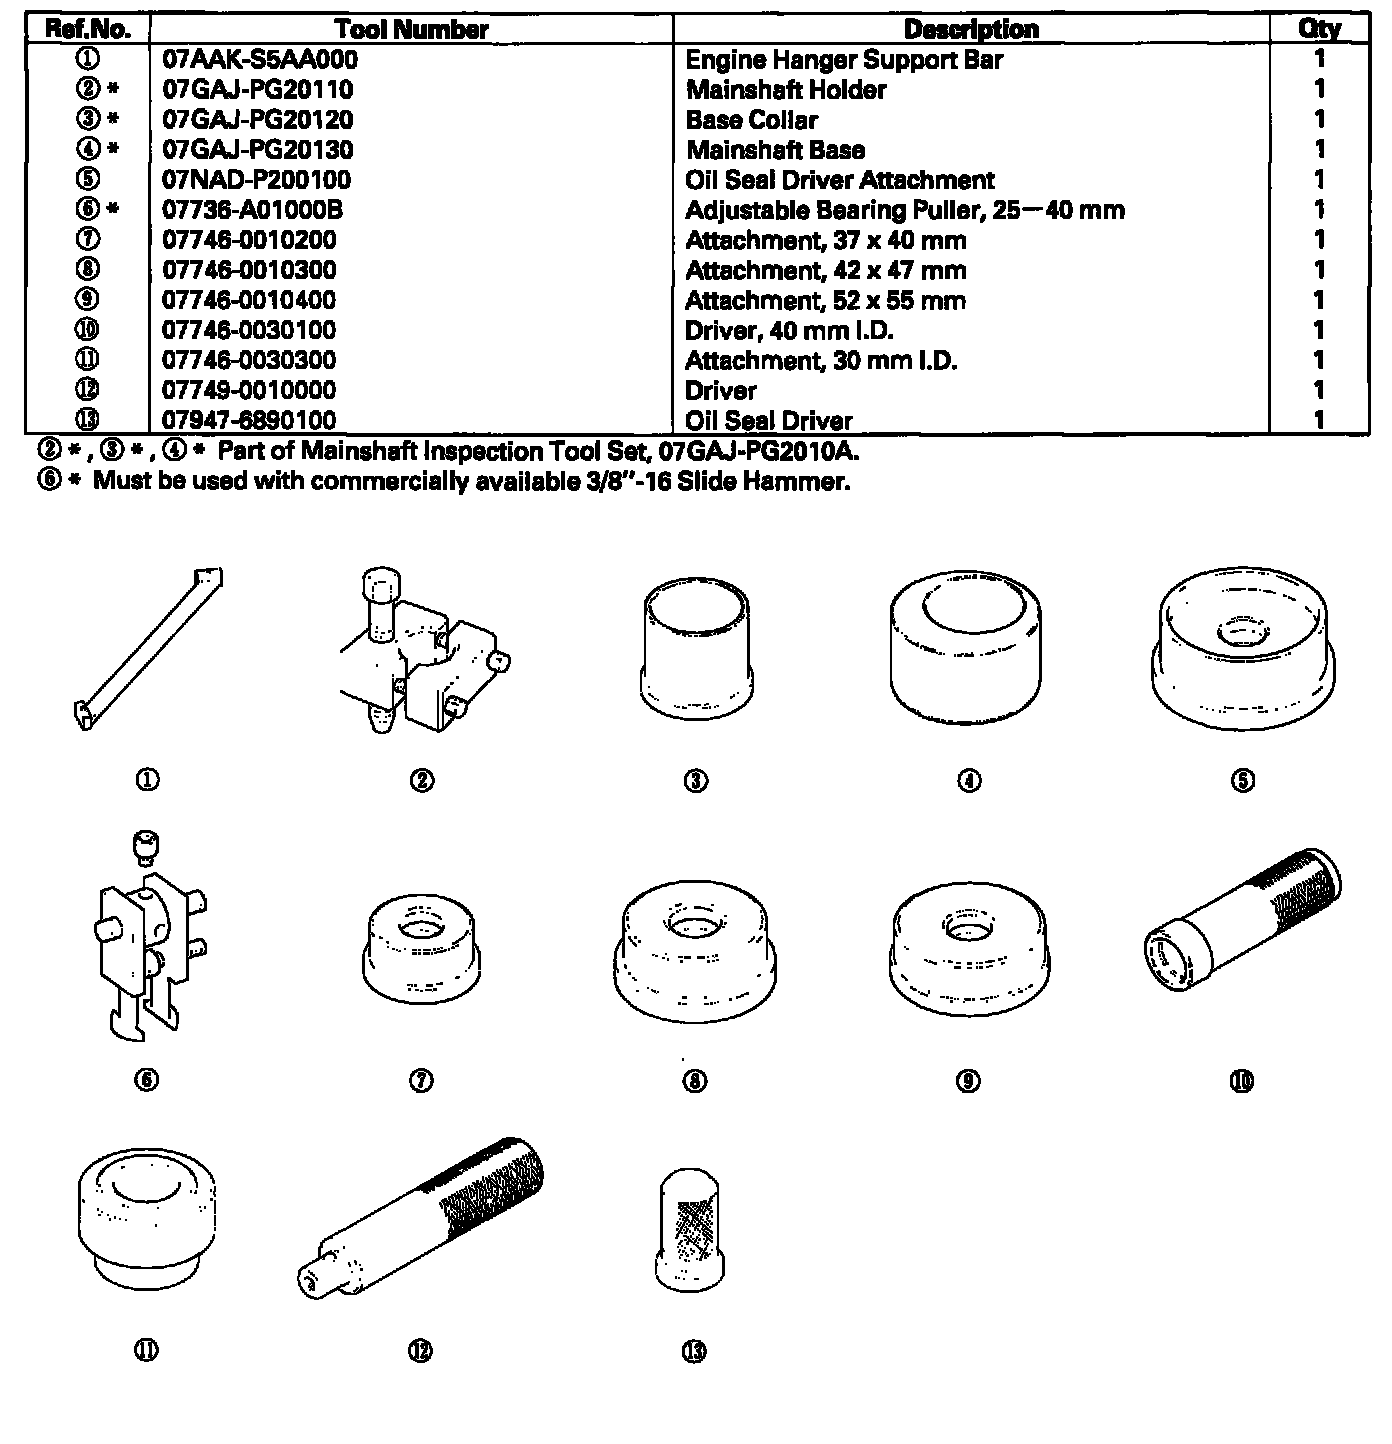 Ref.No. Tool Number Description Qty
① 07AAK-S5AA000 Engine Hanger Support Bar 1
②* 07GAJ-PG20110 Mainshaft Holder 1
③* 07GAJ-PG20120 Base Collar 1
④* 07GAJ-PG20130 Mainshaft Base 1
⑤ 07NAD-P200100 Oil Seal Driver Attachment 1
⑥* 07736-A01000B Adjustable Bearing Puller, 25—40 mm 1
⑦ 07746-0010200 Attachment, 37 x 40 mm 1
⑧ 07746-0010300 Attachment, 42 x 47 mm 1
⑨ 07746-0010400 Attachment, 52 x 55 mm 1
⑩ 07746-0030100 Driver, 40 mm I.D. 1
⑪ 07746-0030300 Attachment, 30 mm I.D. 1
⑫ 07749-0010000 Driver 1
⑬ 07947-6890100 Oil Seal Driver 1
②*, ③*, ④* Part of Mainshaft Inspection Tool Set, 07GAJ-PG2010A.
⑥* Must be used with commercially available 3/8"-16 Slide Hammer.
① ② ③ ④ ⑤
⑥ ⑦ ⑧ ⑨ ⑩
⑪ ⑫ ⑬